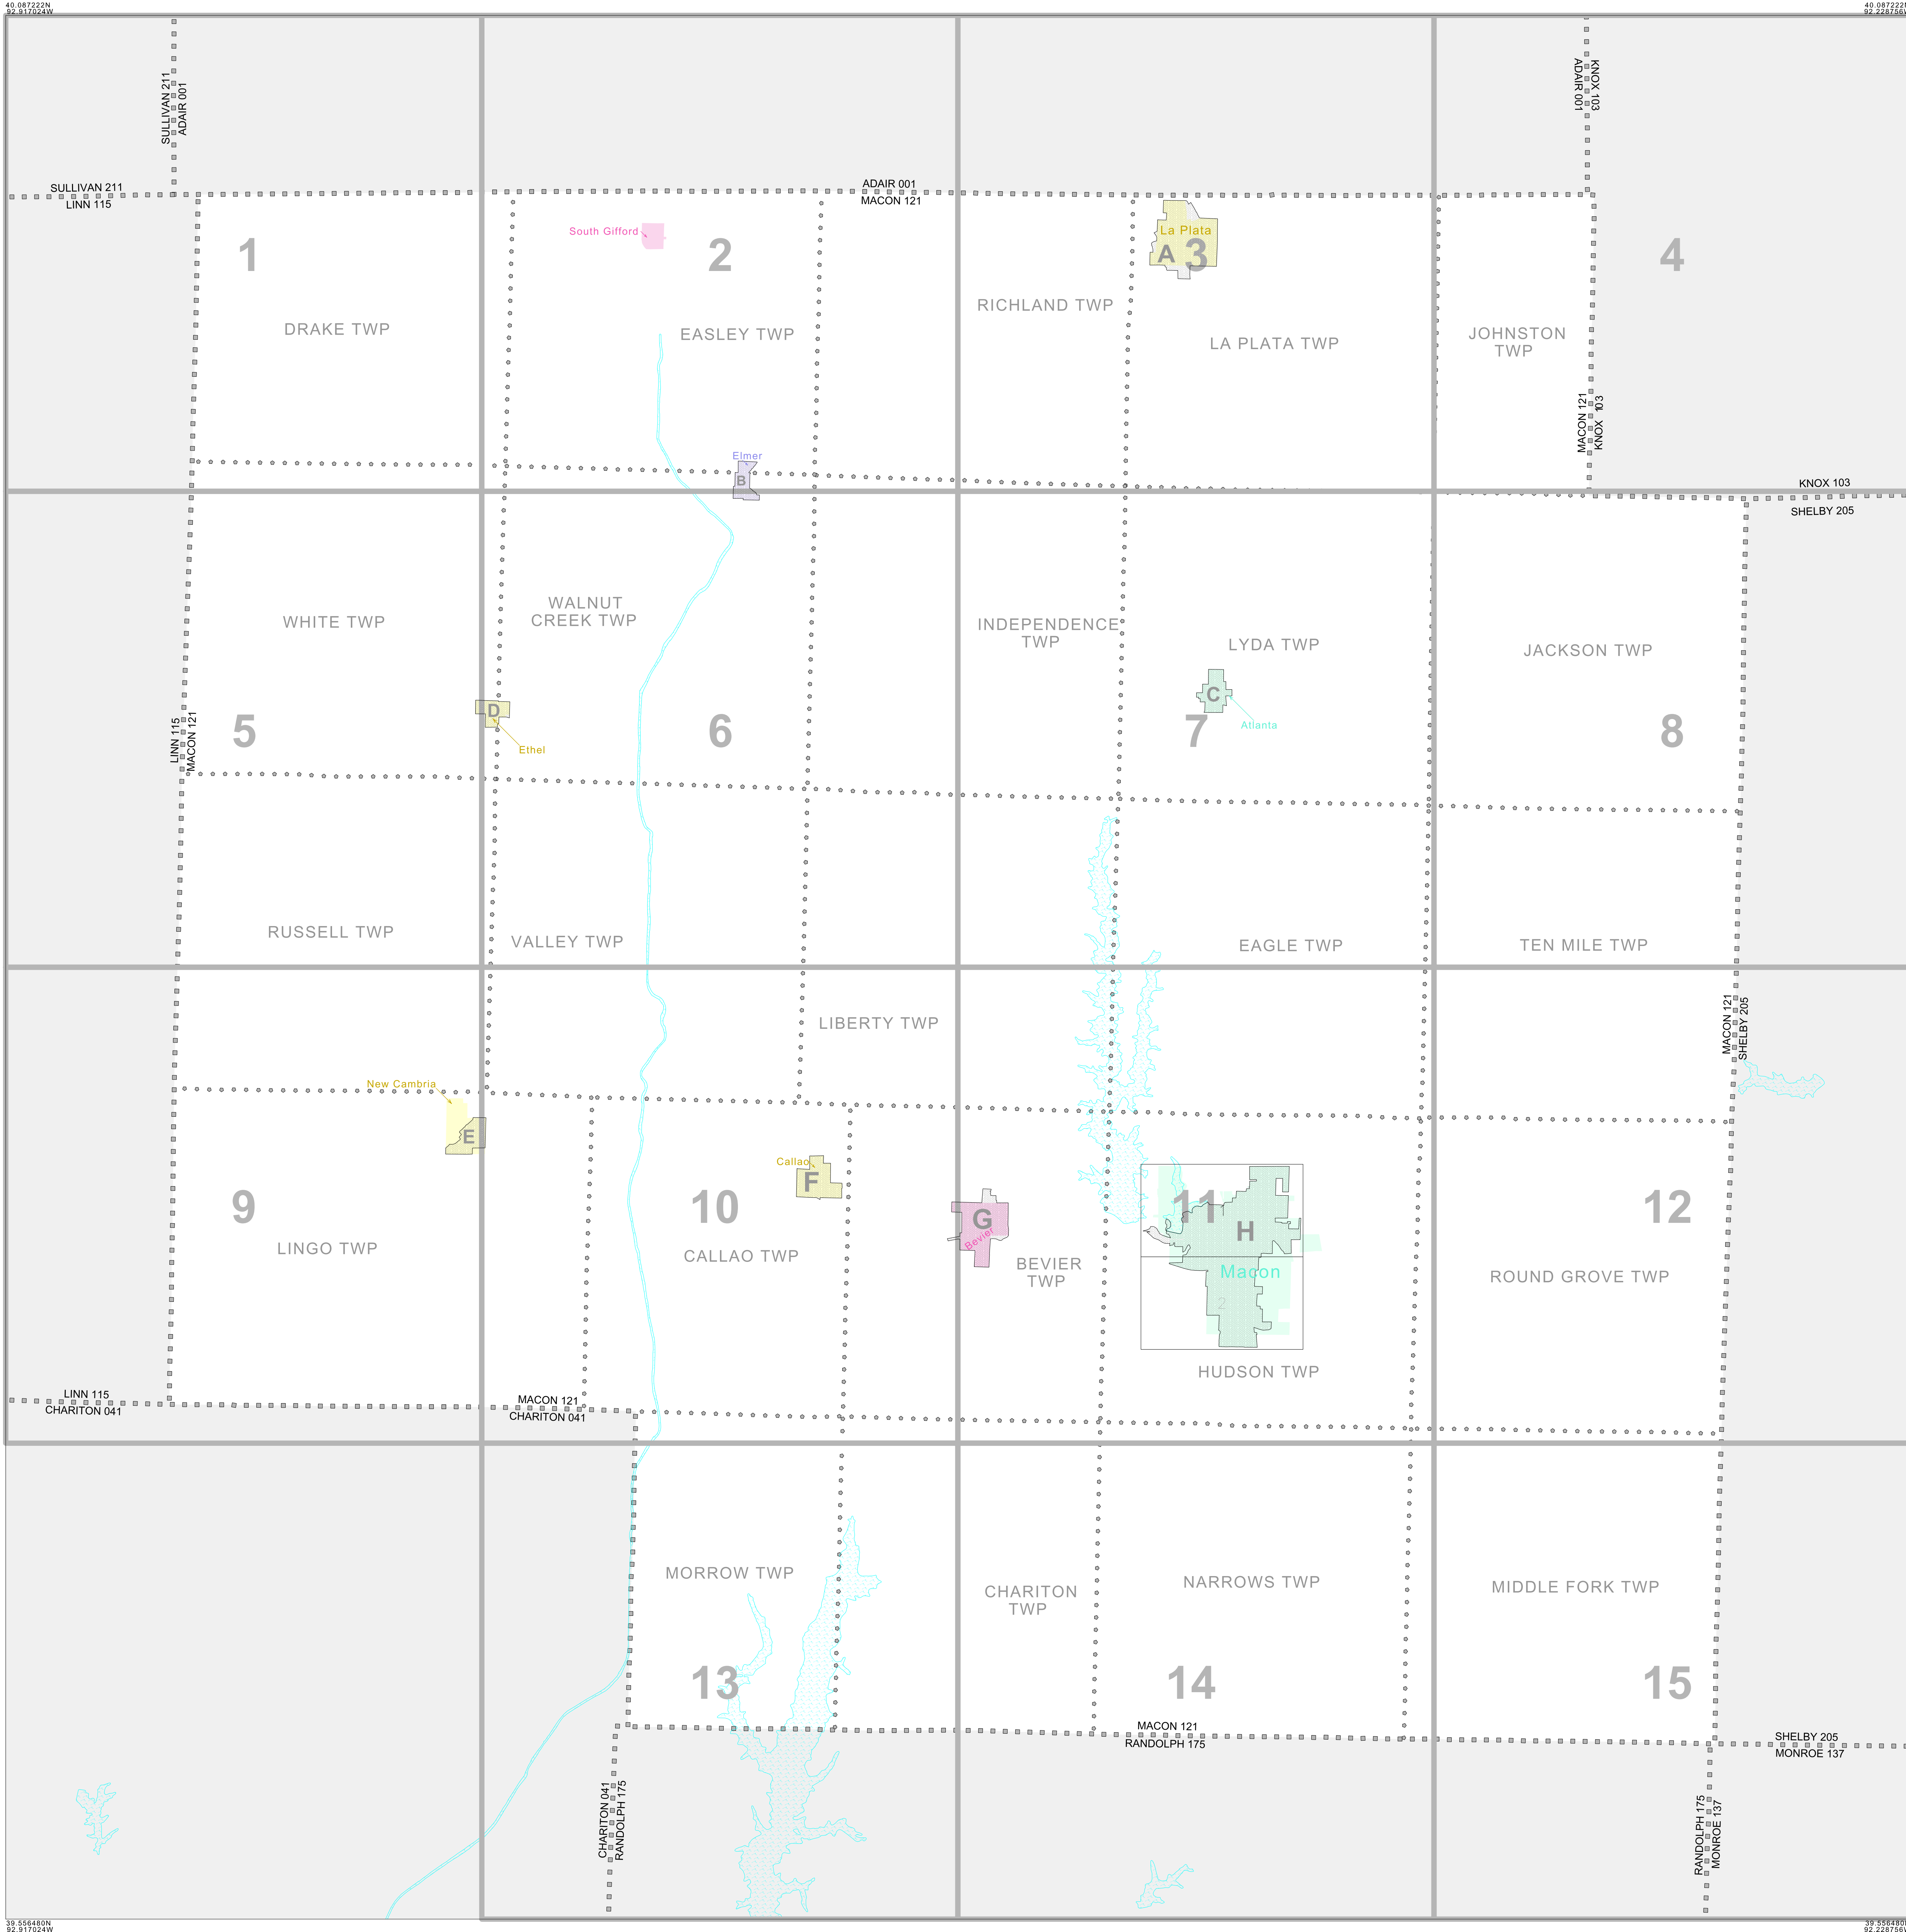 40.087222N
92.917024W
40.087222N
92.228756W
SULLIVAN 211
ADAIR 001
ADAIR 001
KNOX 103
SULLIVAN 211
LINN 115
ADAIR 001
MACON 121
South Gifford
La Plata
1
2
A
3
4
RICHLAND TWP
DRAKE TWP
EASLEY TWP
LA PLATA TWP
JOHNSTON
TWP
MACON 121
KNOX 103
Elmer
B
KNOX 103
SHELBY 205
WHITE TWP
WALNUT
CREEK TWP
INDEPENDENCE
TWP
LYDA TWP
JACKSON TWP
C
D
Atlanta
5
6
7
8
LINN 115
MACON 121
Ethel
RUSSELL TWP
VALLEY TWP
EAGLE TWP
TEN MILE TWP
LIBERTY TWP
MACON 121
SHELBY 205
New Cambria
E
Callao
F
9
10
G
Bevier
11
H
12
LINGO TWP
CALLAO TWP
BEVIER
TWP
Macon
2
ROUND GROVE TWP
HUDSON TWP
LINN 115
CHARITON 041
MACON 121
CHARITON 041
MORROW TWP
CHARITON
TWP
NARROWS TWP
MIDDLE FORK TWP
13
14
15
MACON 121
RANDOLPH 175
SHELBY 205
MONROE 137
CHARITON 041
RANDOLPH 175
RANDOLPH 175
MONROE 137
39.556480N
92.917024W
39.556480N
92.228756W